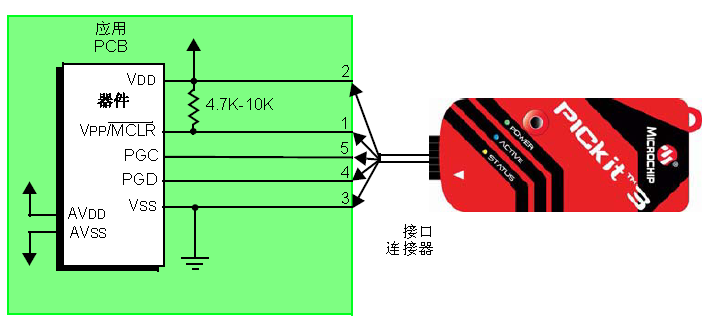 应用
PCB
器件
VDD
VPP/MCLR
PGC
PGD
VSS
AVDD
AVSS
4.7K-10K
2
1
5
4
3
接口
连接器
POWER
ACTIVE
STATUS
PICkit™ 3
MICROCHIP